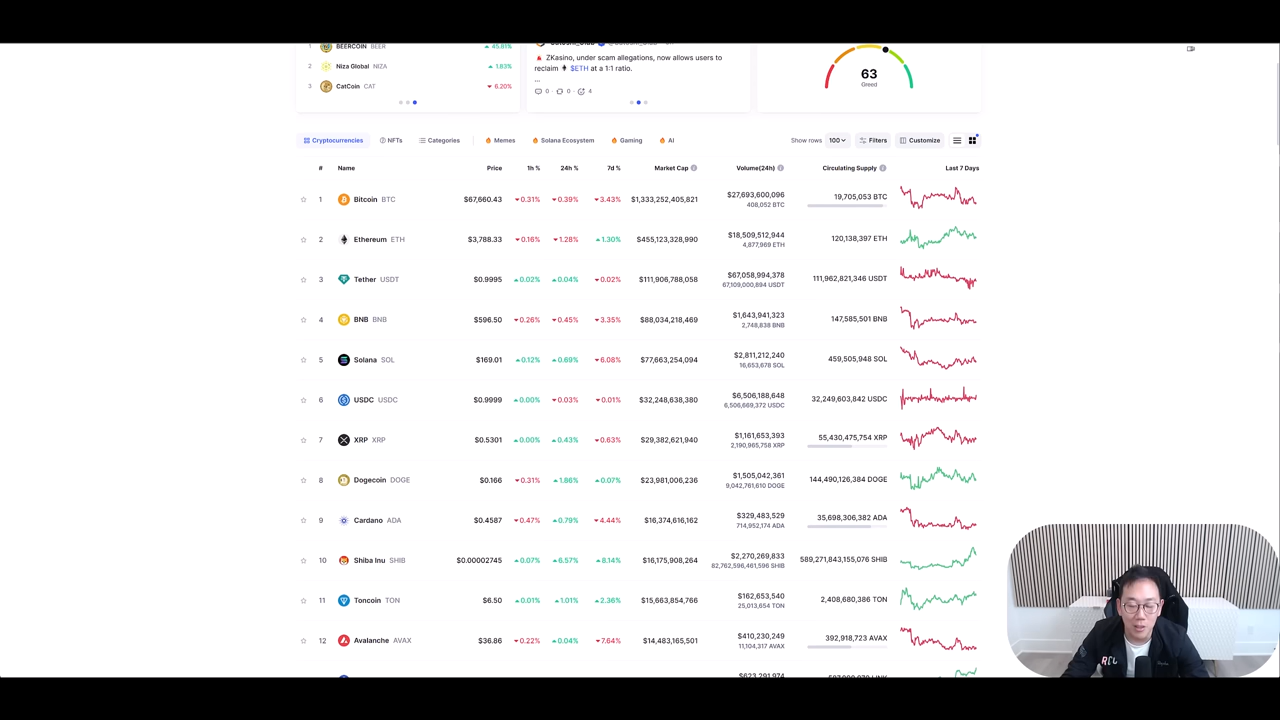 1 BEERCOIN BEER 45.81%
2 Niza Global NIZA 1.83%
3 CatCoin CAT 6.20%
ZKasino, under scam allegations, now allows users to
reclaim $ETH at a 1:1 ratio.
...
0 · 0 · 4
63
Greed
Cryptocurrencies NFTs Categories Memes Solana Ecosystem Gaming AI Show rows 100 Filters Customize
# Name Price 1h % 24h % 7d % Market Cap Volume(24h) Circulating Supply Last 7 Days
1 Bitcoin BTC $67,660.43 0.31% 0.39% 3.43% $1,333,252,405,821 $27,693,600,096 19,705,053 BTC
408,052 BTC
2 Ethereum ETH $3,788.33 0.16% 1.28% 1.30% $455,123,328,990 $18,509,512,944 120,138,397 ETH
4,877,969 ETH
3 Tether USDT $0.9995 0.02% 0.04% 0.02% $111,906,788,058 $67,058,994,378 111,962,821,346 USDT
67,109,000,894 USDT
4 BNB BNB $596.50 0.26% 0.45% 3.35% $88,034,218,469 $1,643,941,323 147,585,501 BNB
2,748,838 BNB
5 Solana SOL $169.01 0.12% 0.69% 6.08% $77,663,254,094 $2,811,212,240 459,505,948 SOL
16,653,678 SOL
6 USDC USDC $0.9999 0.00% 0.03% 0.01% $32,248,638,380 $6,506,188,648 32,249,603,842 USDC
6,506,669,372 USDC
7 XRP XRP $0.5301 0.00% 0.43% 0.63% $29,382,621,940 $1,161,653,393 55,430,475,754 XRP
2,190,965,758 XRP
8 Dogecoin DOGE $0.166 0.31% 1.86% 0.07% $23,981,006,236 $1,505,042,361 144,490,126,384 DOGE
9,042,761,610 DOGE
9 Cardano ADA $0.4587 0.47% 0.79% 4.44% $16,374,616,162 $329,483,529 35,698,306,382 ADA
714,952,174 ADA
10 Shiba Inu SHIB $0.00002745 0.07% 6.57% 8.14% $16,175,908,264 $2,270,269,833 589,271,843,155,076 SHIB
82,762,596,461,596 SHIB
11 Toncoin TON $6.50 0.01% 1.01% 2.36% $15,663,854,766 $162,653,540 2,408,680,386 TON
25,013,654 TON
12 Avalanche AVAX $36.86 0.22% 0.04% 7.64% $14,483,165,501 $410,230,249 392,918,723 AVAX
11,104,317 AVAX